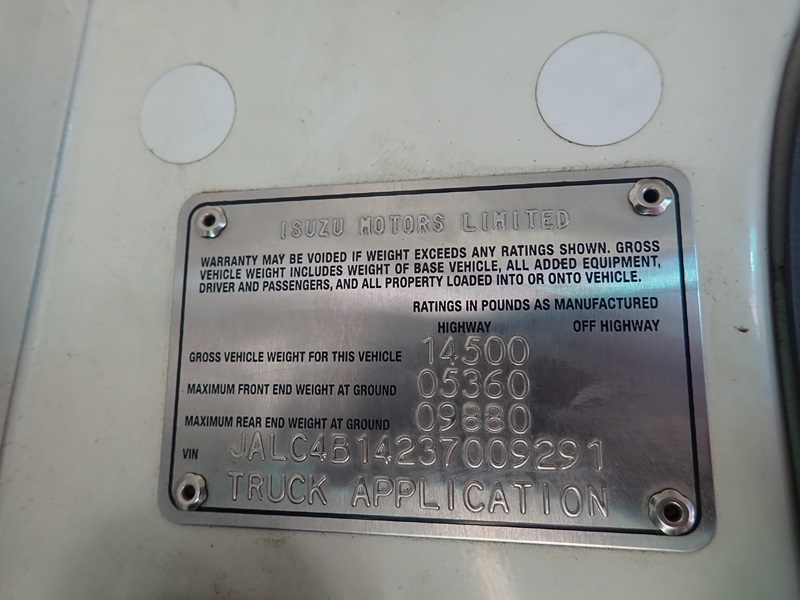 ISUZU MOTORS LIMITED
WARRANTY MAY BE VOIDED IF WEIGHT EXCEEDS ANY RATINGS SHOWN. GROSS
VEHICLE WEIGHT INCLUDES WEIGHT OF BASE VEHICLE, ALL ADDED EQUIPMENT,
DRIVER AND PASSENGERS, AND ALL PROPERTY LOADED INTO OR ONTO VEHICLE.
RATINGS IN POUNDS AS MANUFACTURED
HIGHWAY OFF HIGHWAY
GROSS VEHICLE WEIGHT FOR THIS VEHICLE 14500
MAXIMUM FRONT END WEIGHT AT GROUND 05360
MAXIMUM REAR END WEIGHT AT GROUND 09880
VIN JALC4B14237009291
TRUCK APPLICATION